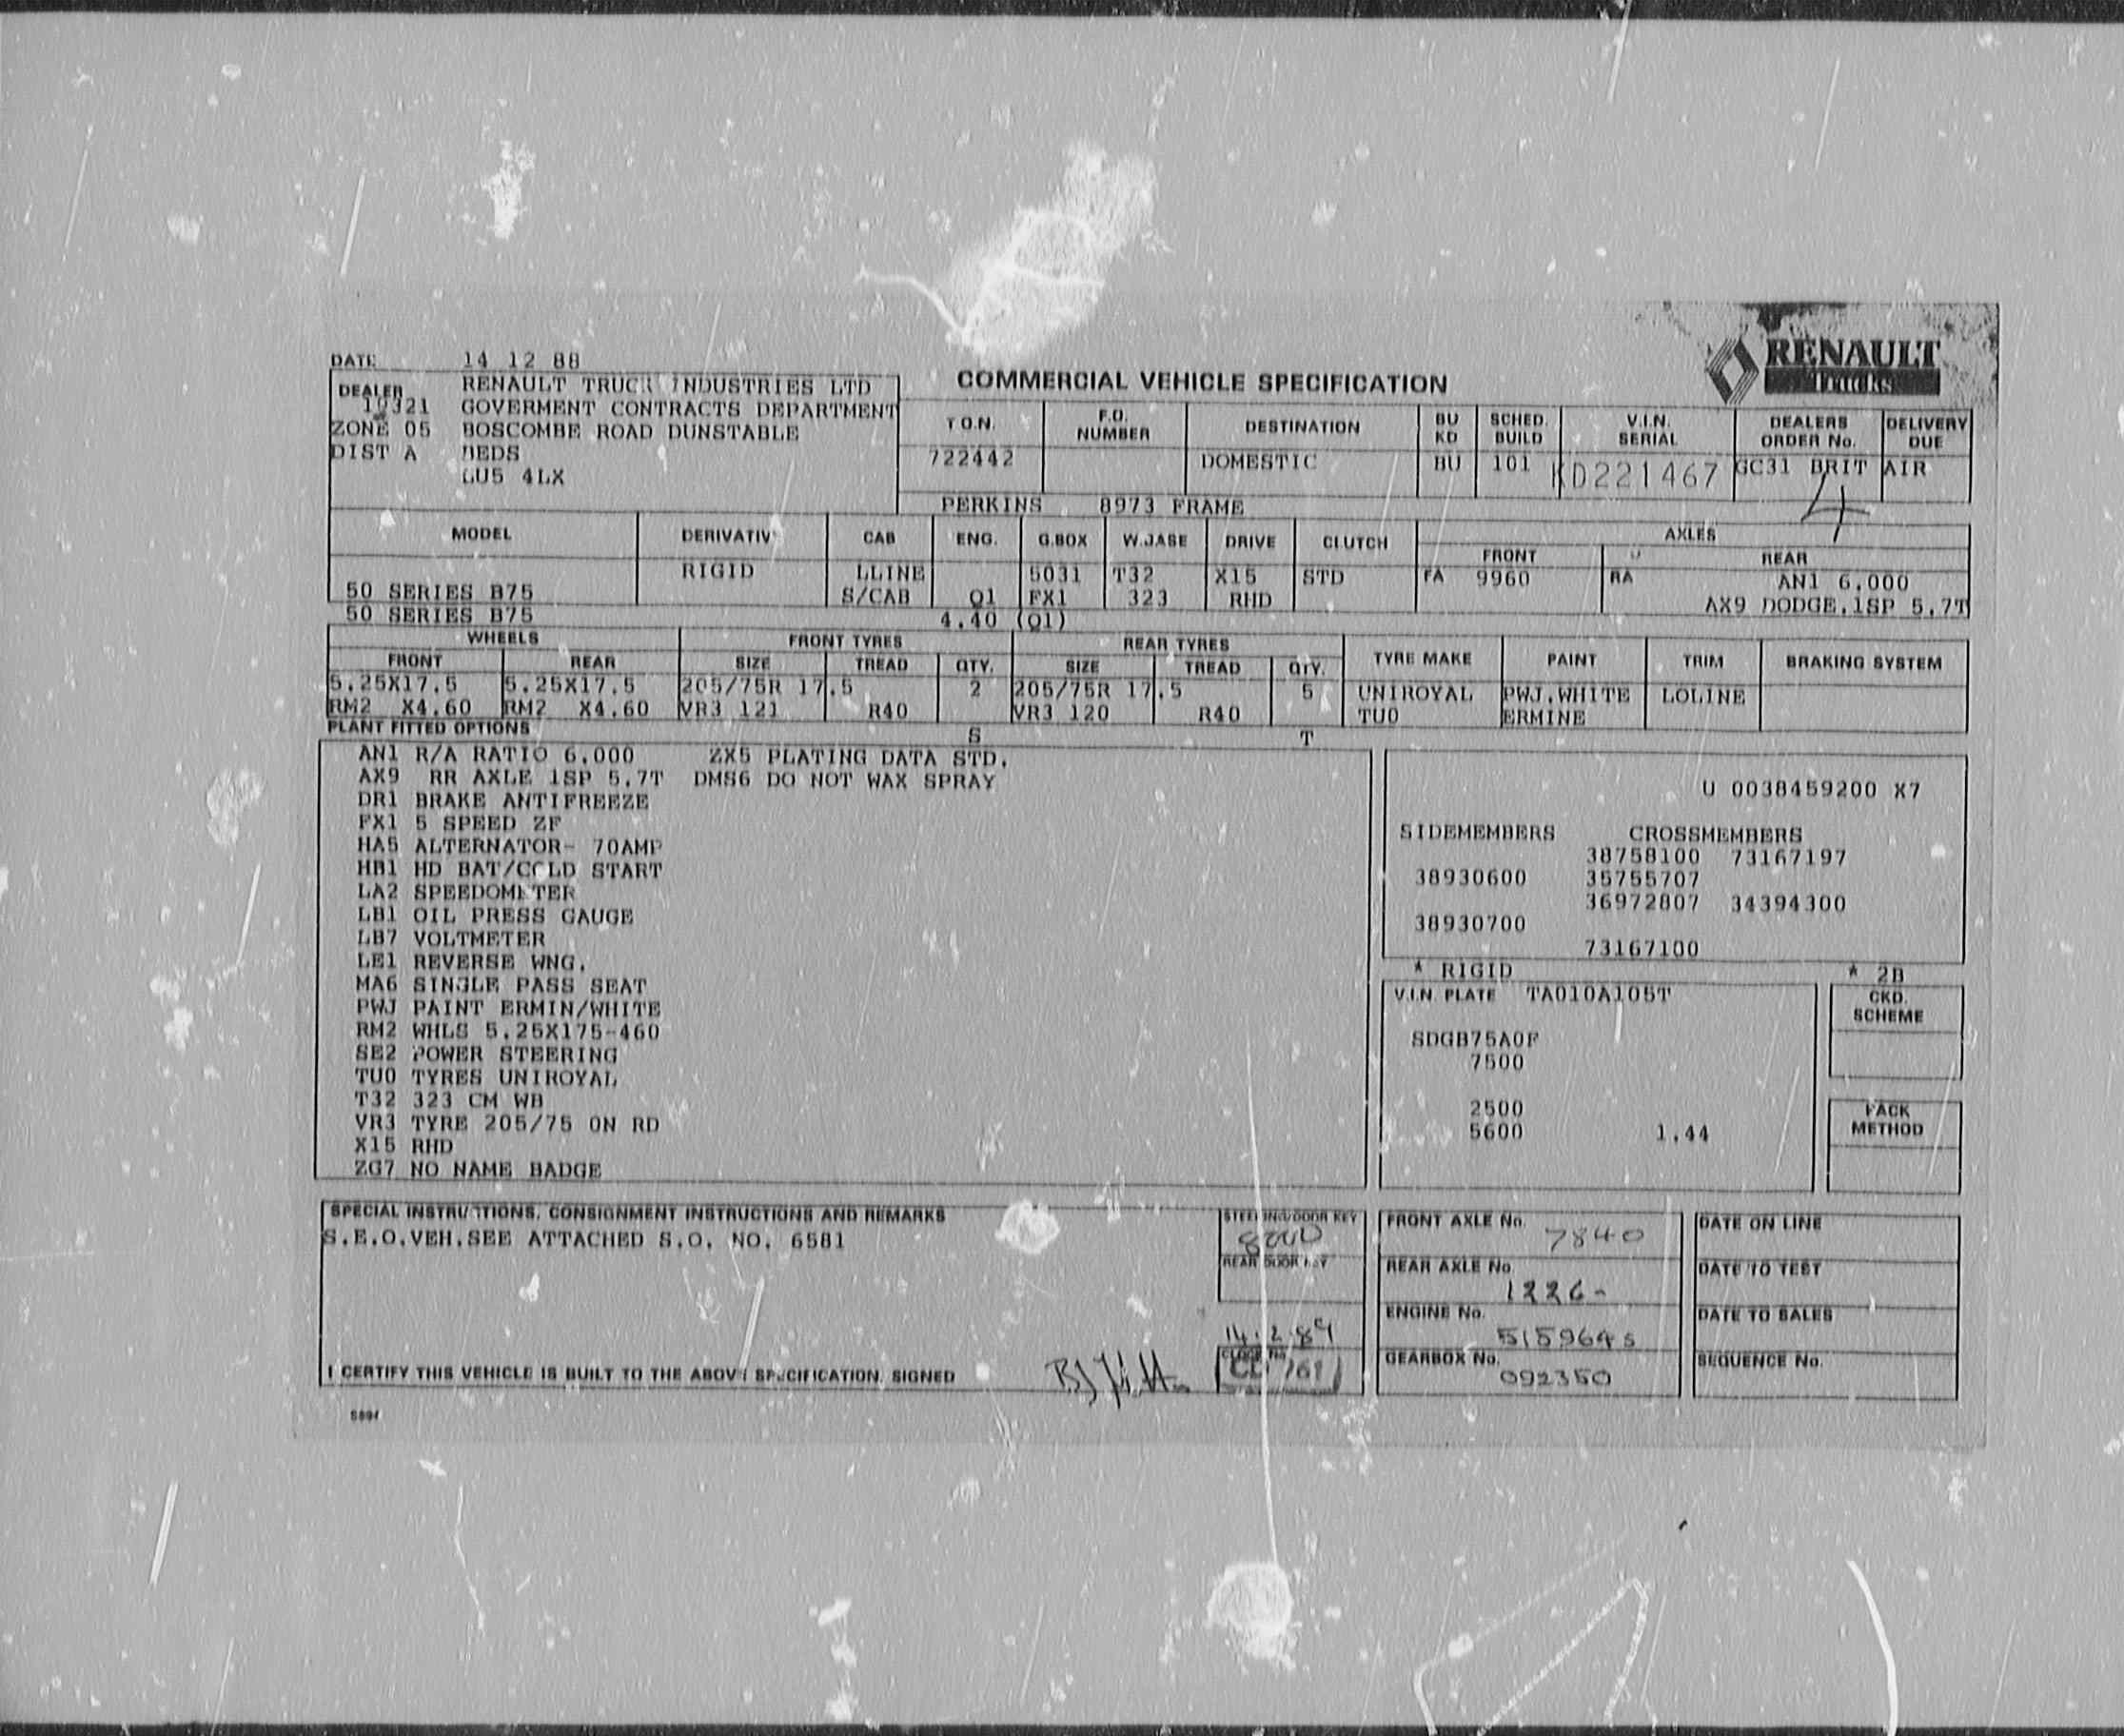 RENAULT
Trucks
DATE 14 12 88
DEALER RENAULT TRUCK INDUSTRIES LTD
19321 GOVERMENT CONTRACTS DEPARTMENT
ZONE 05 BOSCOMBE ROAD DUNSTABLE
DIST A BEDS
LU5 4LX
COMMERCIAL VEHICLE SPECIFICATION
T.O.N. F.O. NUMBER DESTINATION BU KD SCHED. BUILD V.I.N. SERIAL DEALERS ORDER No. DELIVERY DUE
722442 DOMESTIC BU 101 KD221467 GC31 BRIT AIR
4
PERKINS 8973 FRAME
MODEL DERIVATIV CAB ENG. G.BOX W.BASE DRIVE CLUTCH AXLES
FRONT REAR
RIGID LLINE 5031 T32 X15 STD FA 9960 RA AN1 6.000
50 SERIES B75 S/CAB Q1 FX1 323 RHD AX9 DODGE.1SP 5.7T
50 SERIES B75 4.40 (Q1)
WHEELS FRONT TYRES REAR TYRES TYRE MAKE PAINT TRIM BRAKING SYSTEM
FRONT REAR SIZE TREAD QTY. SIZE TREAD QTY.
5.25X17.5 5.25X17.5 205/75R 17.5 2 205/75R 17.5 5 UNIROYAL PWJ.WHITE LOLINE
RM2 X4.60 RM2 X4.60 VR3 121 R40 VR3 120 R40 TU0 ERMINE
PLANT FITTED OPTIONS S T
AN1 R/A RATIO 6.000 ZX5 PLATING DATA STD.
AX9 RR AXLE 1SP 5.7T DMS6 DO NOT WAX SPRAY
DR1 BRAKE ANTIFREEZE
FX1 5 SPEED ZF
HA5 ALTERNATOR- 70AMP
HB1 HD BAT/COLD START
LA2 SPEEDOMETER
LB1 OIL PRESS GAUGE
LB7 VOLTMETER
LE1 REVERSE WNG.
MA6 SINGLE PASS SEAT
PWJ PAINT ERMIN/WHITE
RM2 WHLS 5.25X175-460
SE2 POWER STEERING
TU0 TYRES UNIROYAL
T32 323 CM WB
VR3 TYRE 205/75 ON RD
X15 RHD
ZG7 NO NAME BADGE
U 0038459200 X7
SIDEMEMBERS CROSSMEMBERS
38758100 73167197
38930600 35755707
36972807 34394300
38930700
73167100
* RIGID * 2B
V.I.N PLATE TA010A105T
SDGB75A0F
7500
2500
5600 1.44
CKD. SCHEME
PACK METHOD
SPECIAL INSTRUCTIONS, CONSIGNMENT INSTRUCTIONS AND REMARKS
S.E.O.VEH.SEE ATTACHED S.O. NO. 6581
STEERING/DOOR KEY
REAR DOOR KEY
14.2.89
FRONT AXLE No. 7840
REAR AXLE No. 1226-
ENGINE No. 515964s
GEARBOX No. 092350
DATE ON LINE
DATE TO TEST
DATE TO SALES
SEQUENCE No.
I CERTIFY THIS VEHICLE IS BUILT TO THE ABOVE SPECIFICATION. SIGNED